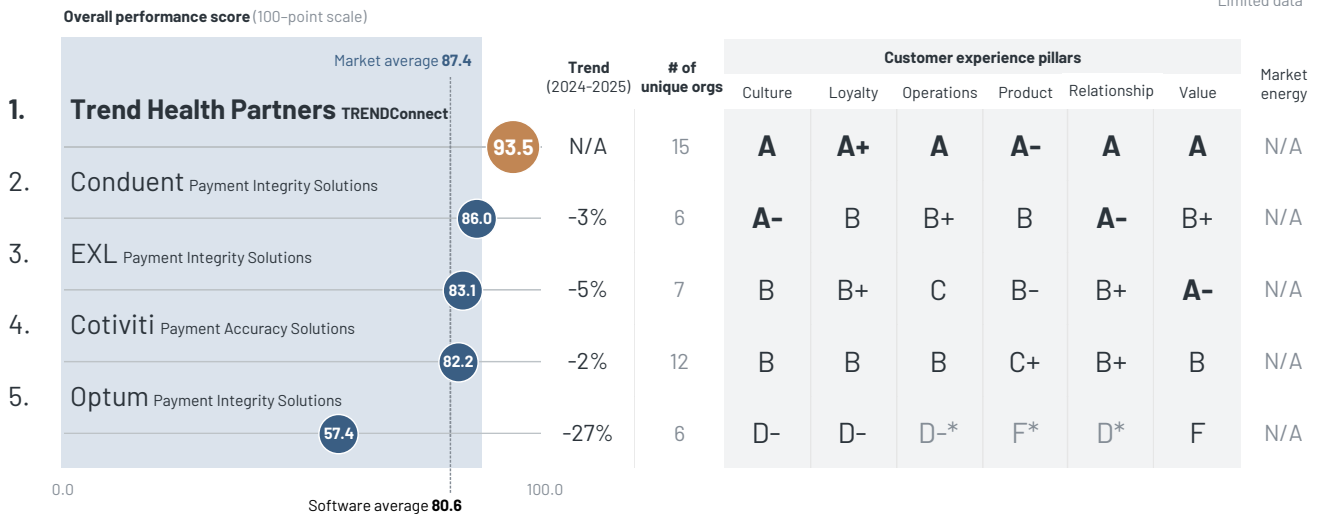 Limited data
Overall performance score (100-point scale)
Market average 87.4
Trend
(2024-2025)
# of
unique orgs
Customer experience pillars
Culture Loyalty Operations Product Relationship Value
Market
energy
1. Trend Health Partners TRENDConnect
93.5 N/A 15 A A+ A A- A A N/A
2. Conduent Payment Integrity Solutions
86.0 -3% 6 A- B B+ B A- B+ N/A
3. EXL Payment Integrity Solutions
83.1 -5% 7 B B+ C B- B+ A- N/A
4. Cotiviti Payment Accuracy Solutions
82.2 -2% 12 B B B C+ B+ B N/A
5. Optum Payment Integrity Solutions
57.4 -27% 6 D- D- D-* F* D* F N/A
0.0 100.0
Software average 80.6